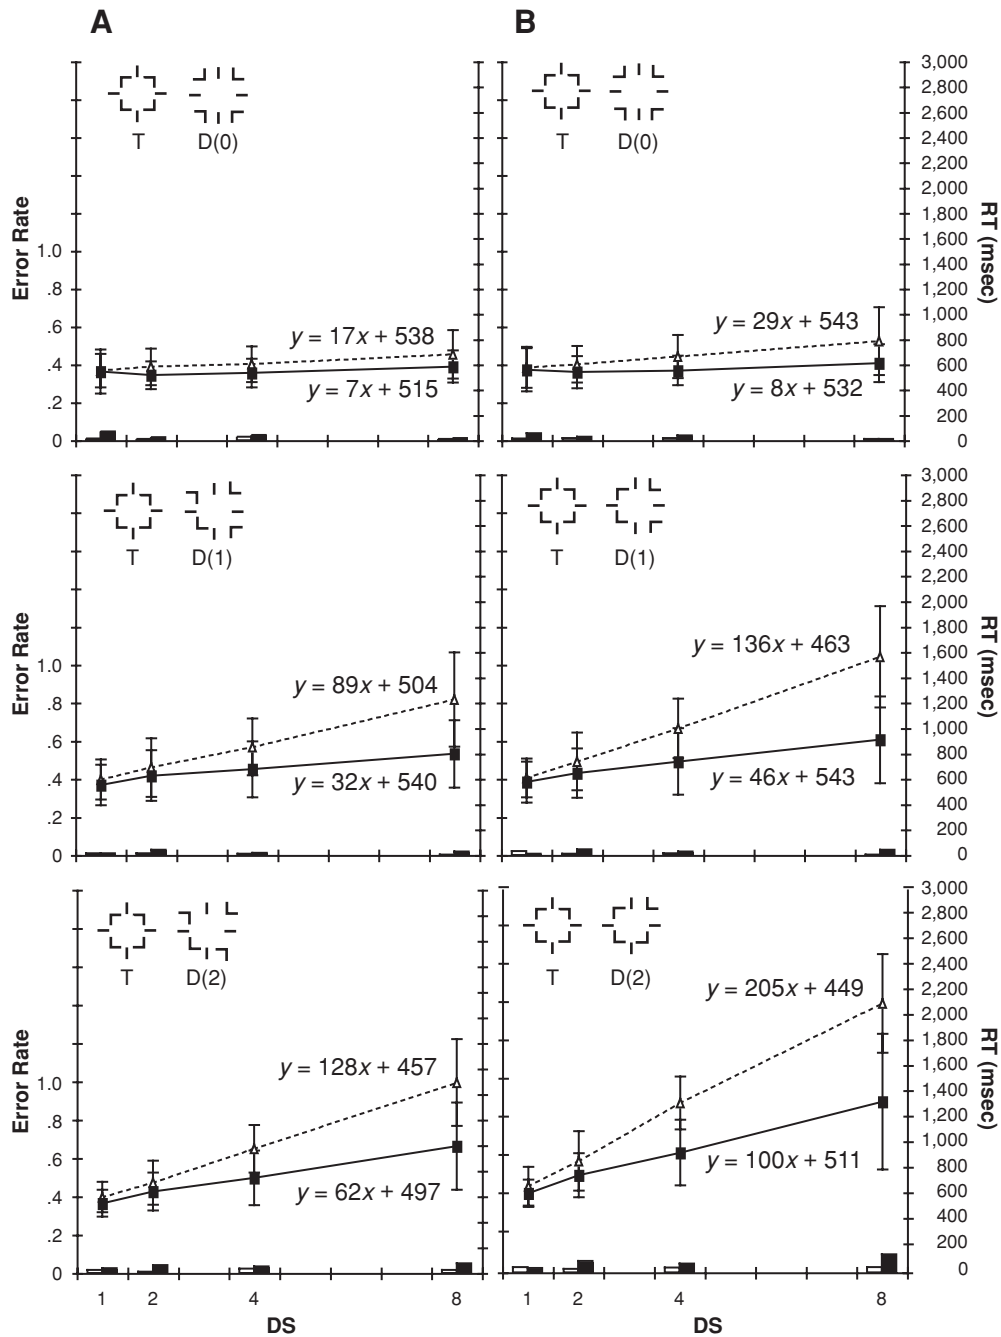 A
B
T
D(0)
T
D(0)
Error Rate
1.0
.8
.6
.4
.2
0
y = 17x + 538
y = 7x + 515
y = 29x + 543
y = 8x + 532
3,000
2,800
2,600
2,400
2,200
2,000
1,800
1,600
1,400
1,200
1,000
800
600
400
200
0
RT (msec)
T
D(1)
T
D(1)
Error Rate
1.0
.8
.6
.4
.2
0
y = 89x + 504
y = 32x + 540
y = 136x + 463
y = 46x + 543
3,000
2,800
2,600
2,400
2,200
2,000
1,800
1,600
1,400
1,200
1,000
800
600
400
200
0
RT (msec)
T
D(2)
T
D(2)
Error Rate
1.0
.8
.6
.4
.2
0
y = 128x + 457
y = 62x + 497
y = 205x + 449
y = 100x + 511
3,000
2,800
2,600
2,400
2,200
2,000
1,800
1,600
1,400
1,200
1,000
800
600
400
200
0
RT (msec)
1 2 4 8
DS
1 2 4 8
DS